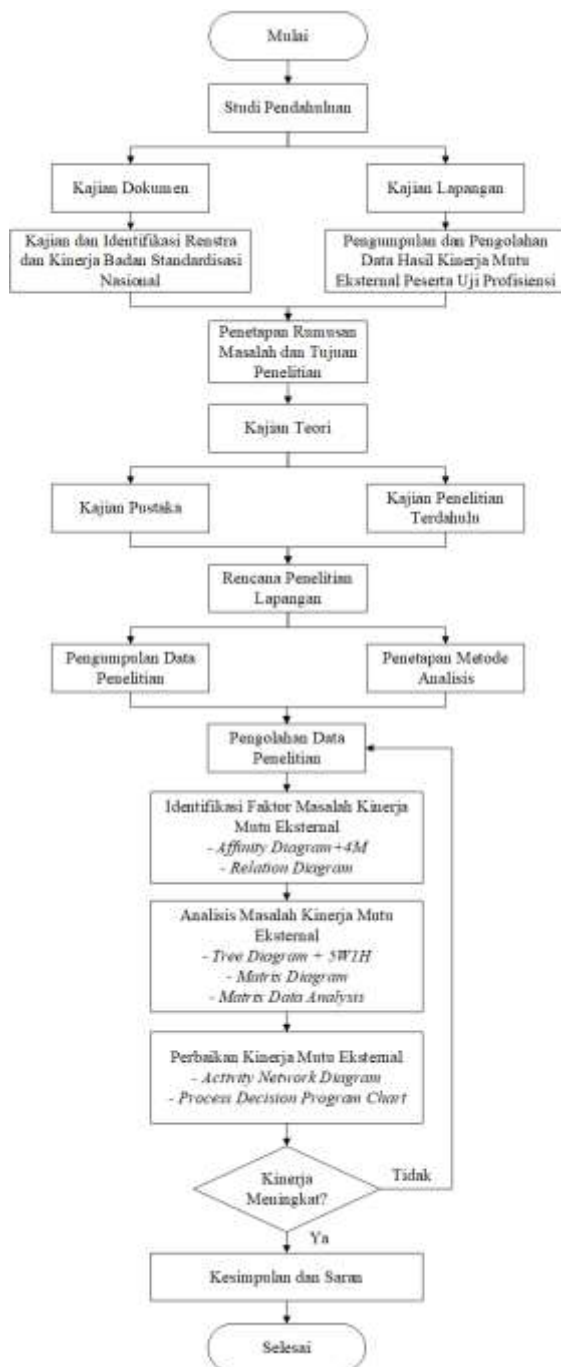 Mulai
Studi Pendahuluan
Kajian Dokumen
Kajian Lapangan
Kajian dan Identifikasi Renstra
dan Kinerja Badan Standardisasi
Nasional
Pengumpulan dan Pengolahan
Data Hasil Kinerja Mutu
Eksternal Peserta Uji Profisiensi
Penetapan Rumusan
Masalah dan Tujuan
Penelitian
Kajian Teori
Kajian Pustaka
Kajian Penelitian
Terdahulu
Rencana Penelitian
Lapangan
Pengumpulan Data
Penelitian
Penetapan Metode
Analisis
Pengolahan Data
Penelitian
Identifikasi Faktor Masalah Kinerja
Mutu Eksternal
- Affinity Diagram+4M
- Relation Diagram
Analisis Masalah Kinerja Mutu
Eksternal
- Tree Diagram + 5W1H
- Matrix Diagram
- Matrix Data Analysis
Perbaikan Kinerja Mutu Eksternal
- Activity Network Diagram
- Process Decision Program Chart
Kinerja
Meningkat?
Tidak
Ya
Kesimpulan dan Saran
Selesai